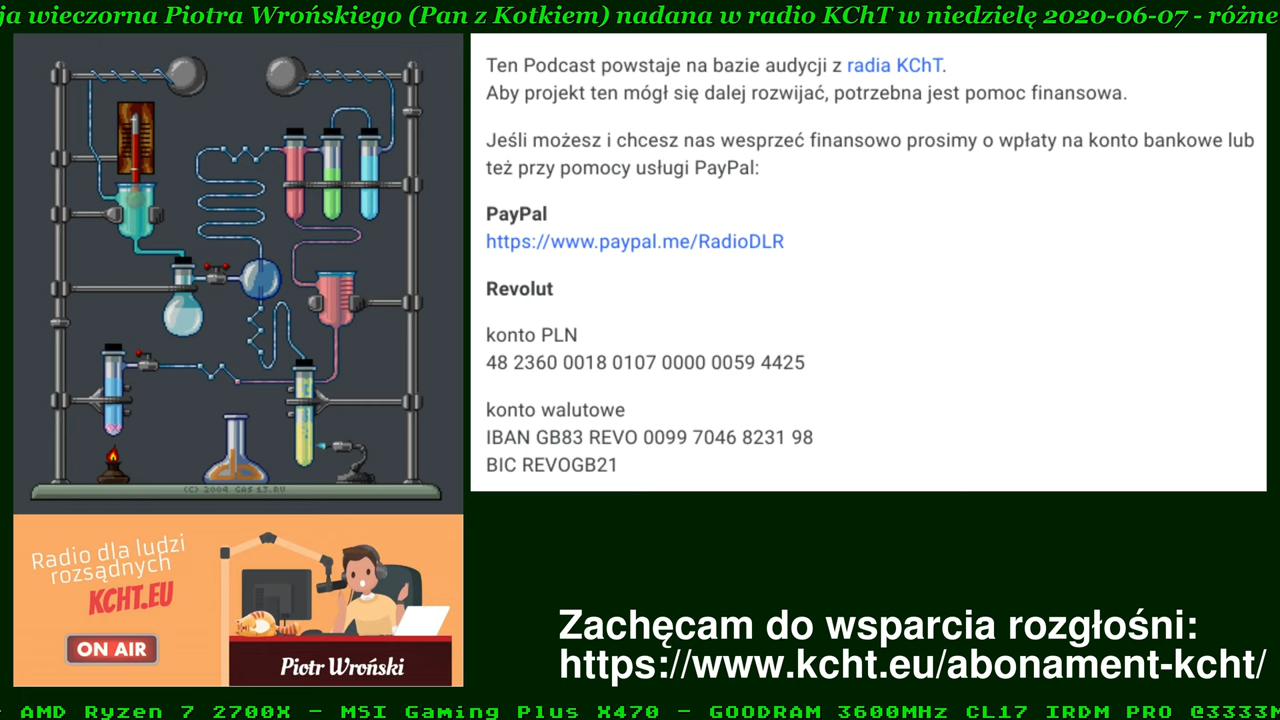 ja wieczorna Piotra Wrońskiego (Pan z Kotkiem) nadana w radio KChT w niedzielę 2020-06-07 - różne
Ten Podcast powstaje na bazie audycji z radia KChT.
Aby projekt ten mógł się dalej rozwijać, potrzebna jest pomoc finansowa.
Jeśli możesz i chcesz nas wesprzeć finansowo prosimy o wpłaty na konto bankowe lub
też przy pomocy usługi PayPal:
PayPal
https://www.paypal.me/RadioDLR
Revolut
konto PLN
48 2360 0018 0107 0000 0059 4425
konto walutowe
IBAN GB83 REVO 0099 7046 8231 98
BIC REVOGB21
(C) 2004 GAS 13.RU
Radio dla ludzi
rozsądnych
KCHT.EU
ON AIR
Piotr Wroński
Zachęcam do wsparcia rozgłośni:
https://www.kcht.eu/abonament-kcht/
- AMD Ryzen 7 2700X - MSI Gaming Plus X470 - GOODRAM 3600MHz CL17 IRDM PRO @3333M